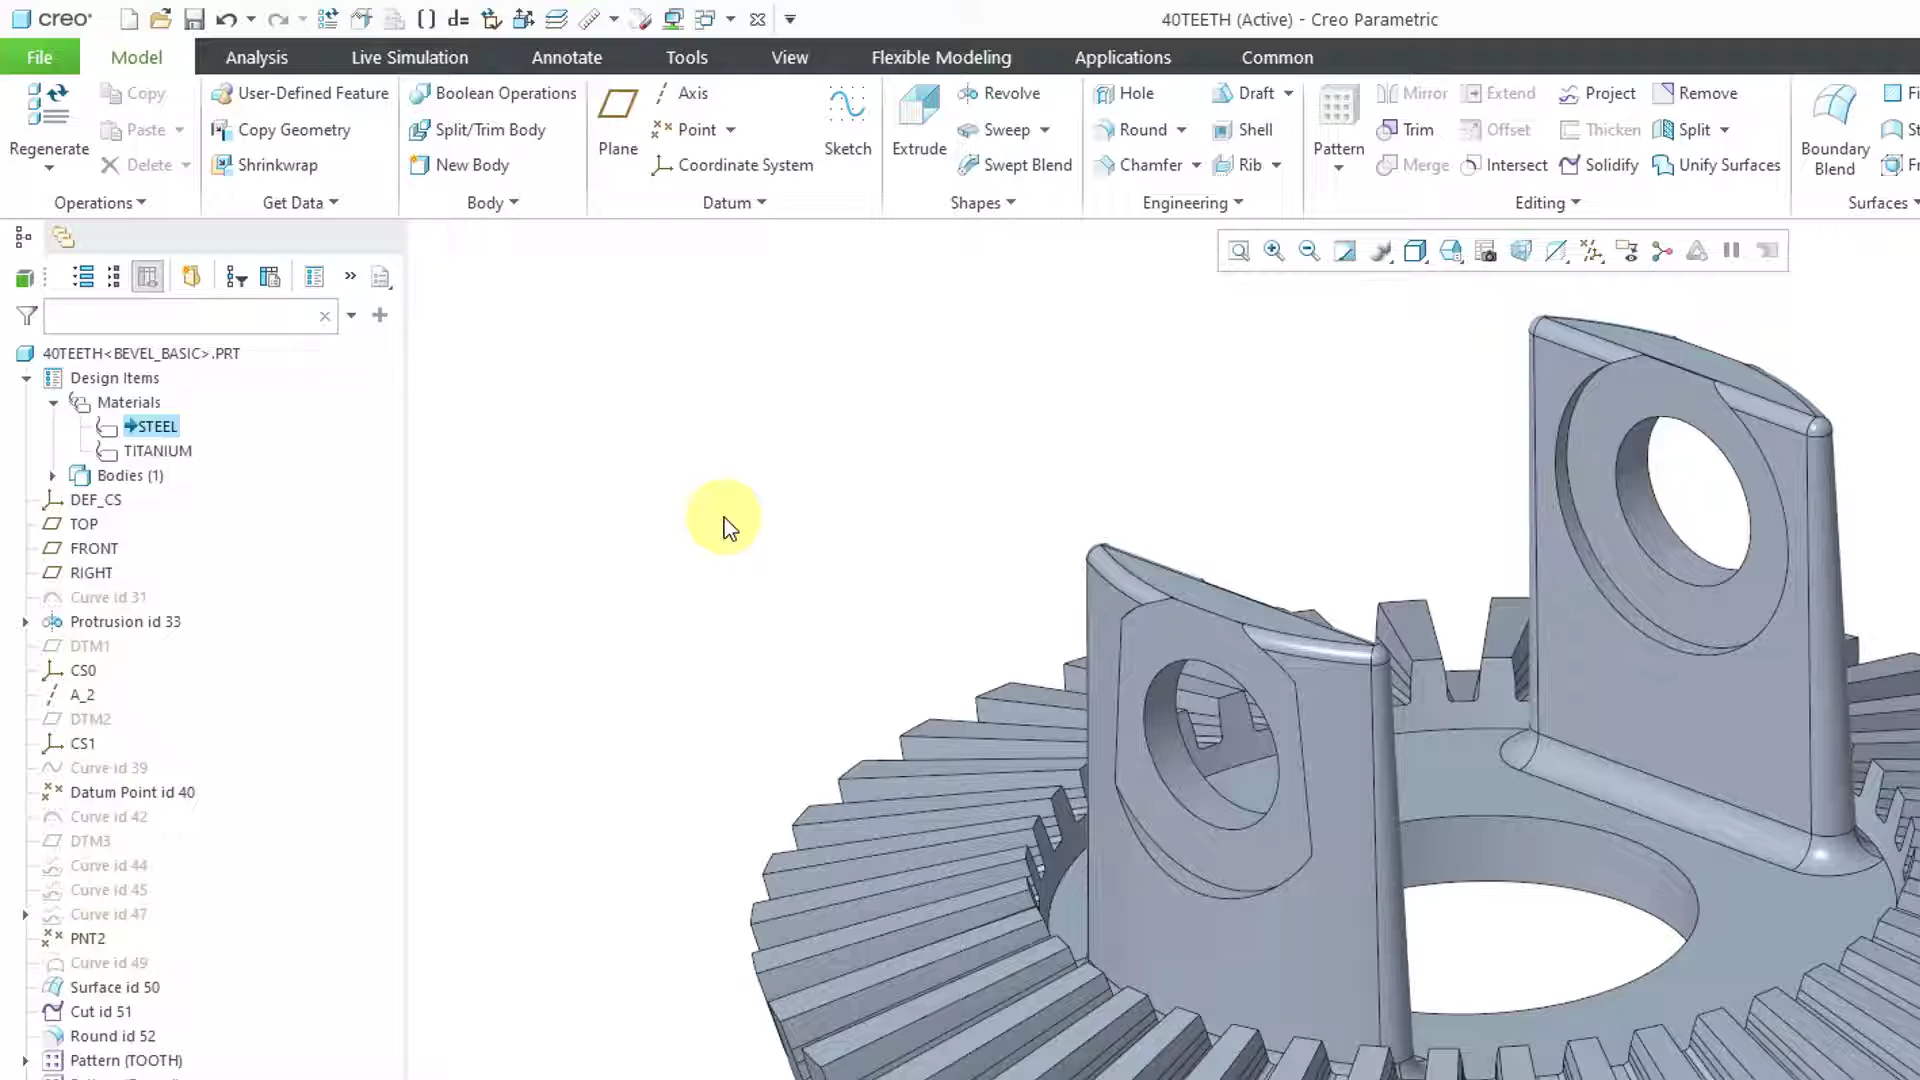 creo
d=
40TEETH (Active) - Creo Parametric
File Model Analysis Live Simulation Annotate Tools View Flexible Modeling Applications Common
Regenerate
Copy
Paste
Delete
Operations
User-Defined Feature
Copy Geometry
Shrinkwrap
Get Data
Boolean Operations
Split/Trim Body
New Body
Body
Plane
Axis
Point
Coordinate System
Sketch
Datum
Extrude
Revolve
Sweep
Swept Blend
Shapes
Hole
Round
Chamfer
Draft
Shell
Rib
Engineering
Pattern
Mirror
Trim
Merge
Extend
Offset
Intersect
Project
Thicken
Solidify
Remove
Split
Unify Surfaces
Editing
Boundary
Blend
Surfaces
40TEETH<BEVEL_BASIC>.PRT
Design Items
Materials
STEEL
TITANIUM
Bodies (1)
DEF_CS
TOP
FRONT
RIGHT
Curve id 31
Protrusion id 33
DTM1
CS0
A_2
DTM2
CS1
Curve id 39
Datum Point id 40
Curve id 42
DTM3
Curve id 44
Curve id 45
Curve id 47
PNT2
Curve id 49
Surface id 50
Cut id 51
Round id 52
Pattern (TOOTH)